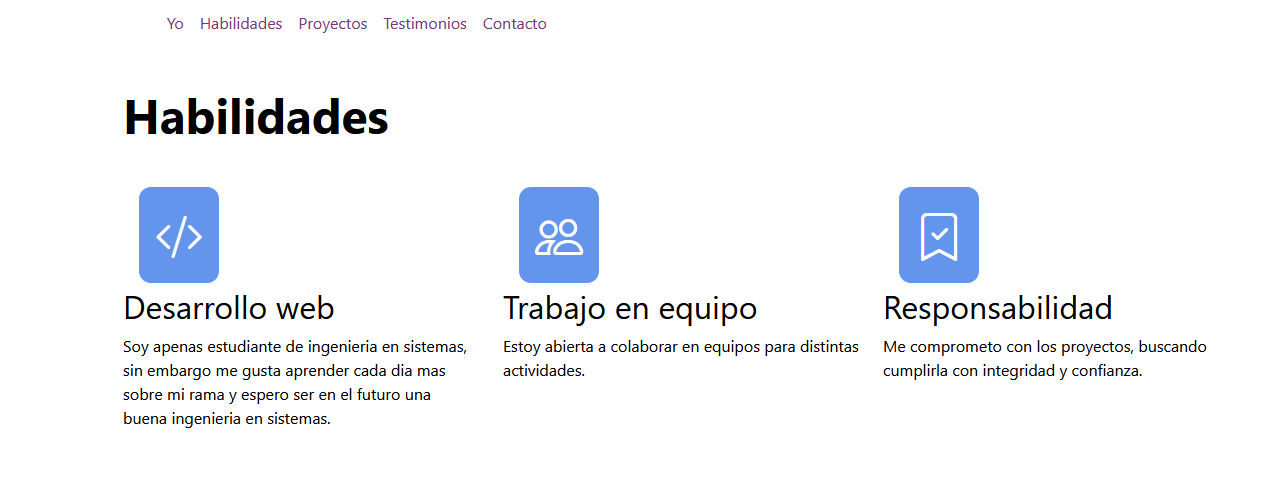 Yo Habilidades Proyectos Testimonios Contacto
Habilidades
Desarrollo web
Soy apenas estudiante de ingenieria en sistemas,
sin embargo me gusta aprender cada dia mas
sobre mi rama y espero ser en el futuro una
buena ingenieria en sistemas.
Trabajo en equipo
Estoy abierta a colaborar en equipos para distintas
actividades.
Responsabilidad
Me comprometo con los proyectos, buscando
cumplirla con integridad y confianza.